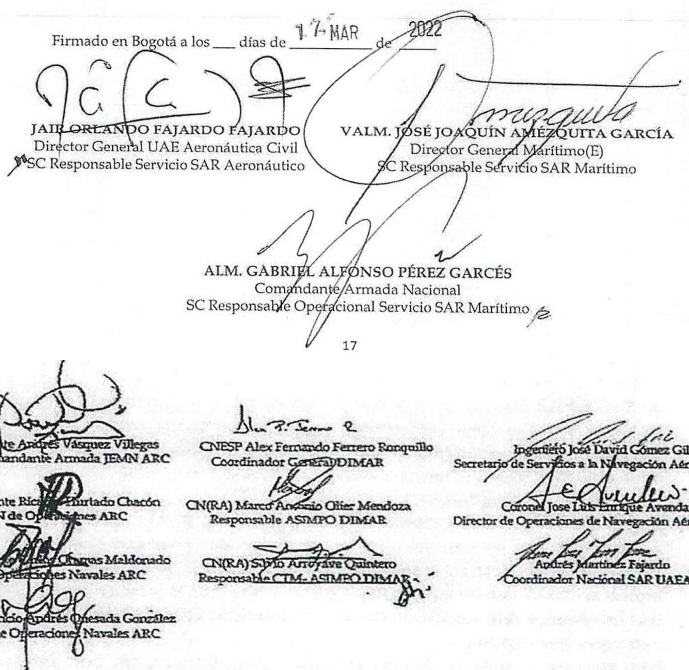 Firmado en Bogotá a los ___ días de 17 MAR de 2022
JAIR ORLANDO FAJARDO FAJARDO
Director General UAE Aeronáutica Civil
SC Responsable Servicio SAR Aeronáutico
VALM. JOSÉ JOAQUÍN AMÉZQUITA GARCÍA
Director General Marítimo(E)
SC Responsable Servicio SAR Marítimo
ALM. GABRIEL ALFONSO PÉREZ GARCÉS
Comandante Armada Nacional
SC Responsable Operacional Servicio SAR Marítimo
17
Andrés Vásquez Villegas
Armada JEMN ARC
Hurtado Chacón
de Operaciones ARC
Maldonado
Operaciones Navales ARC
Andrés Quesada González
de Operaciones Navales ARC
CNESP Alex Fernando Ferrero Ronquillo
Coordinador General DIMAR
CN(RA) Marco Antonio Olier Mendoza
Responsable ASIMPO DIMAR
CN(RA) Silvio Arroyave Quintero
Responsable CTM- ASIMPO DIMAR
Ingeniero José David Gómez Gil
Secretario de Servicios a la Navegación
Coronel Jose Luis Enrique
Director de Operaciones de Navegación
Andrés Martínez Fajardo
Coordinador Nacional SAR